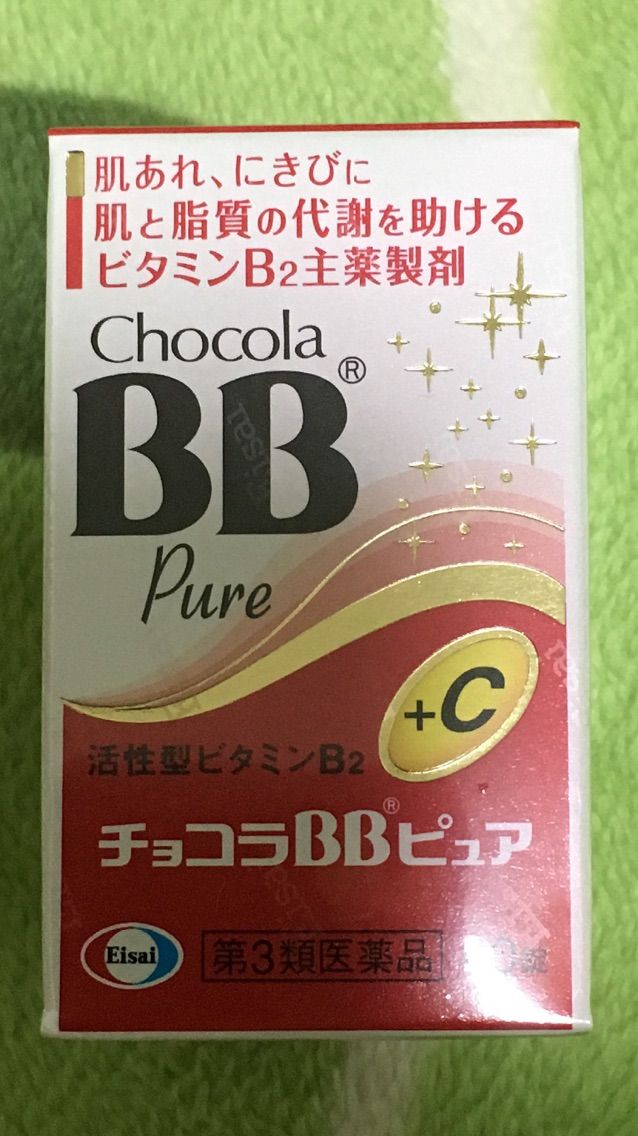 肌あれ、にきびに
肌と脂質の代謝を助ける
ビタミンB2主薬製剤
Chocola
BB®
Pure
+C
活性型ビタミンB2
チョコラBB®ピュア
Eisai
第3類医薬品